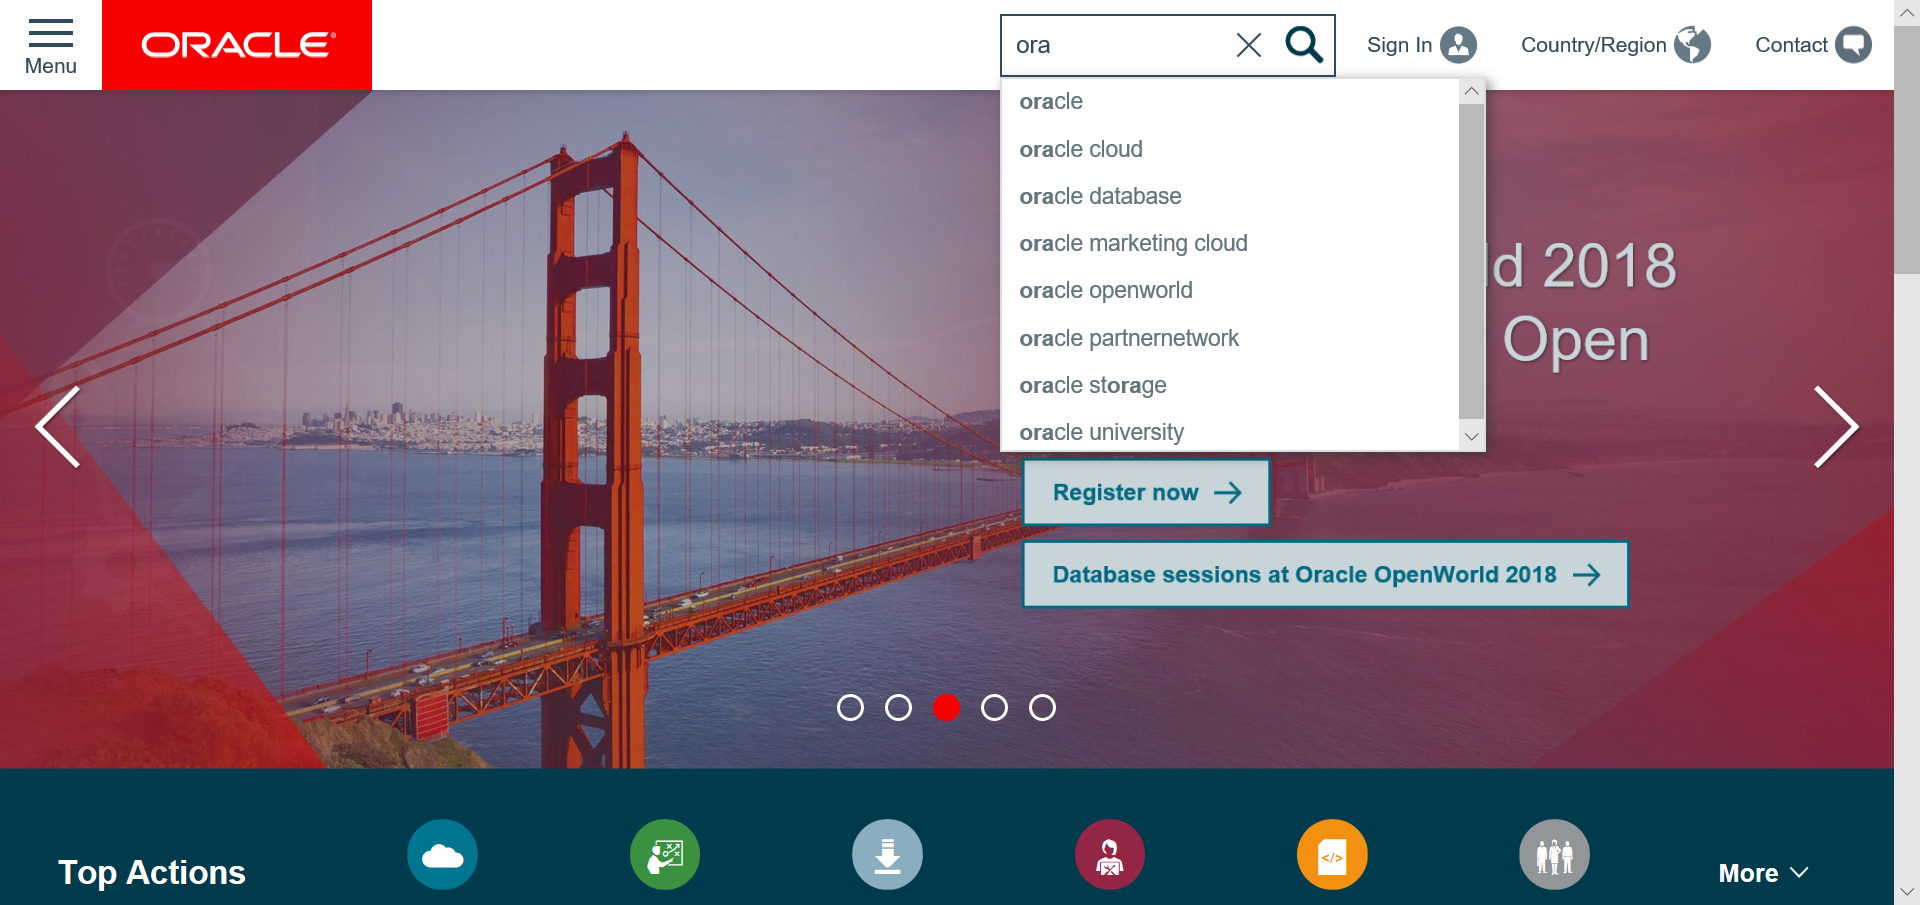 Menu
ORACLE®
ora
Sign In
Country/Region
Contact
oracle
oracle cloud
oracle database
oracle marketing cloud
oracle openworld
oracle partnernetwork
oracle storage
oracle university
2018
Open
Register now
Database sessions at Oracle OpenWorld 2018
Top Actions
</>
More